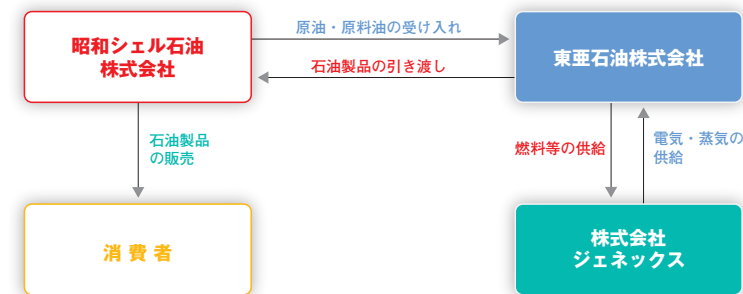 昭和シェル石油
株式会社
原油・原料油の受け入れ
石油製品の引き渡し
東亜石油株式会社
石油製品
の販売
燃料等の供給
電気・蒸気の
供給
消費者
株式会社
ジェネックス